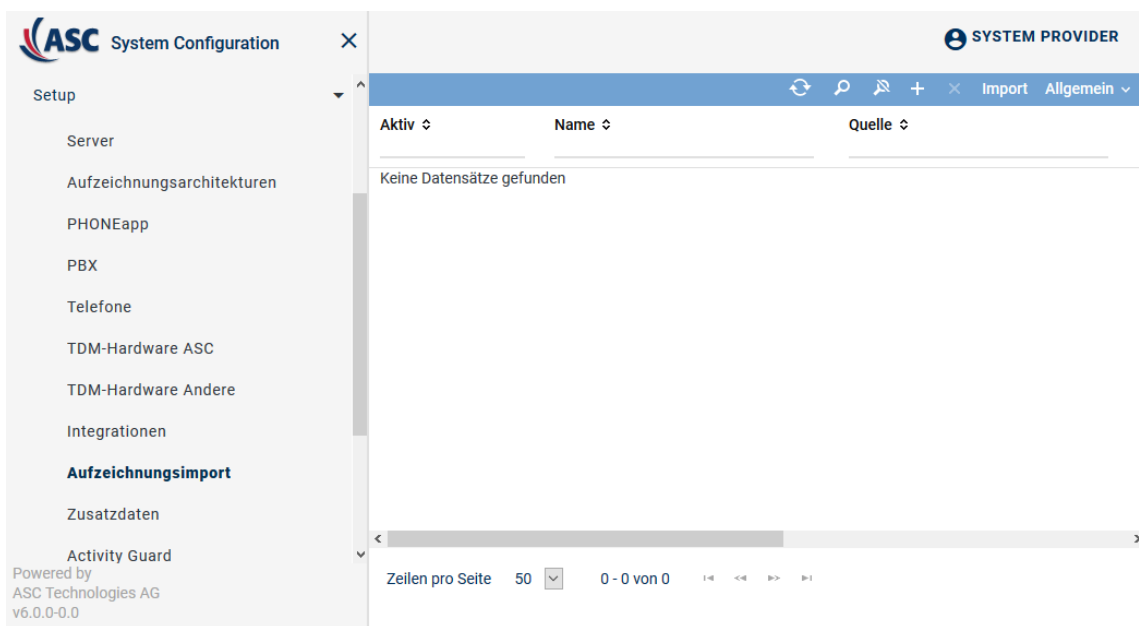 ASC System Configuration
SYSTEM PROVIDER
Setup
Server
Aufzeichnungsarchitekturen
PHONEapp
PBX
Telefone
TDM-Hardware ASC
TDM-Hardware Andere
Integrationen
Aufzeichnungsimport
Zusatzdaten
Activity Guard
Powered by
ASC Technologies AG
v6.0.0-0.0
Import Allgemein
Aktiv Name Quelle
Keine Datensätze gefunden
Zeilen pro Seite 50 0 - 0 von 0